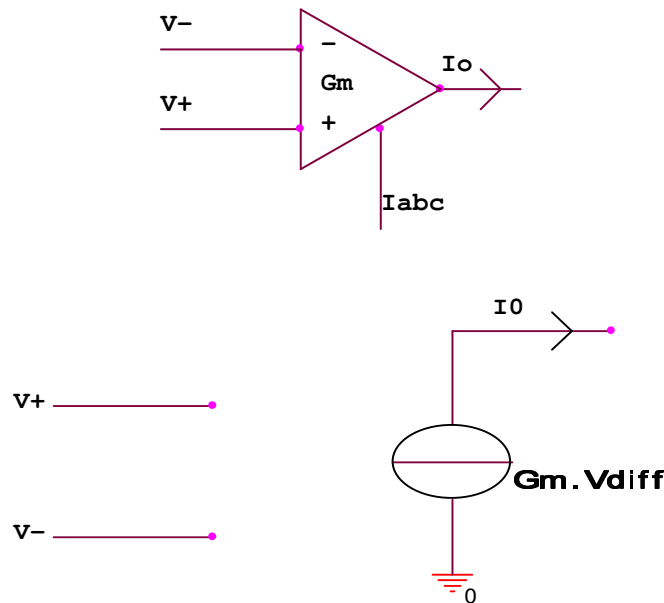 V-
-
Io
Gm
V+
+
Iabc
I0
V+
Gm.Vdiff
V-
0